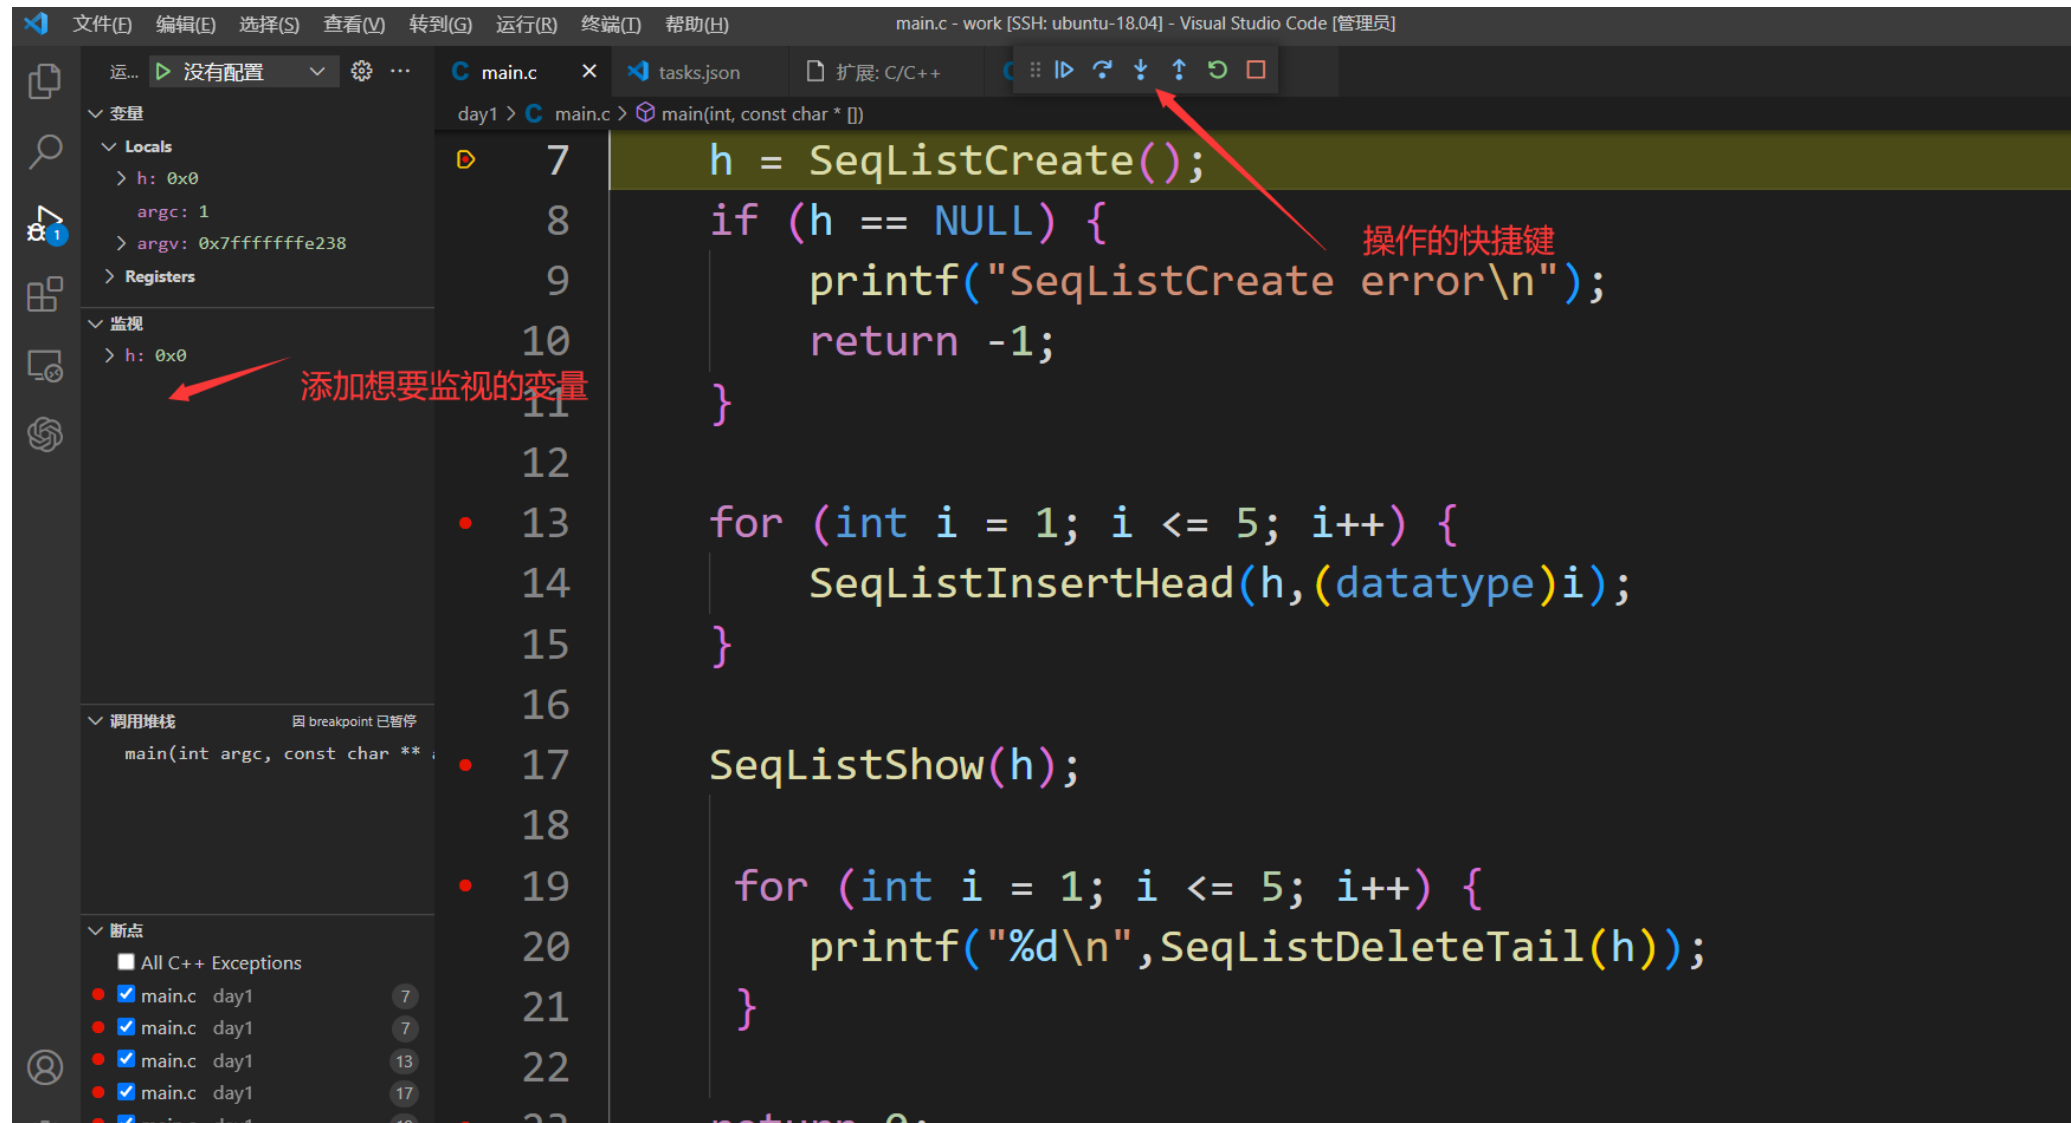 文件(F) 编辑(E) 选择(S) 查看(V) 转到(G) 运行(R) 终端(T) 帮助(H) main.c - work [SSH: ubuntu-18.04] - Visual Studio Code [管理员]
运... 没有配置 ··· main.c tasks.json 扩展: C/C++
day1 > C main.c > main(int, const char * [])
变量
Locals
h: 0x0
argc: 1
argv: 0x7fffffffe238
Registers
监视
h: 0x0
添加想要监视的变量
操作的快捷键
调用堆栈 因 breakpoint 已暂停
main(int argc, const char **
断点
All C++ Exceptions
main.c day1 7
main.c day1 7
main.c day1 13
main.c day1 17
7 h = SeqListCreate();
8 if (h == NULL) {
9 printf("SeqListCreate error\n");
10 return -1;
11 }
12
13 for (int i = 1; i <= 5; i++) {
14 SeqListInsertHead(h,(datatype)i);
15 }
16
17 SeqListShow(h);
18
19 for (int i = 1; i <= 5; i++) {
20 printf("%d\n",SeqListDeleteTail(h));
21 }
22